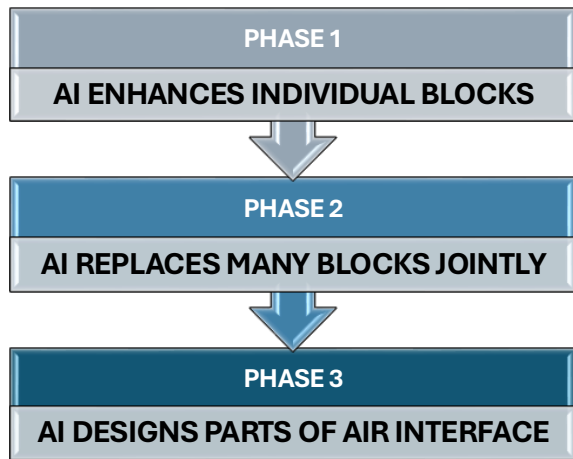 PHASE 1
AI ENHANCES INDIVIDUAL BLOCKS
PHASE 2
AI REPLACES MANY BLOCKS JOINTLY
PHASE 3
AI DESIGNS PARTS OF AIR INTERFACE